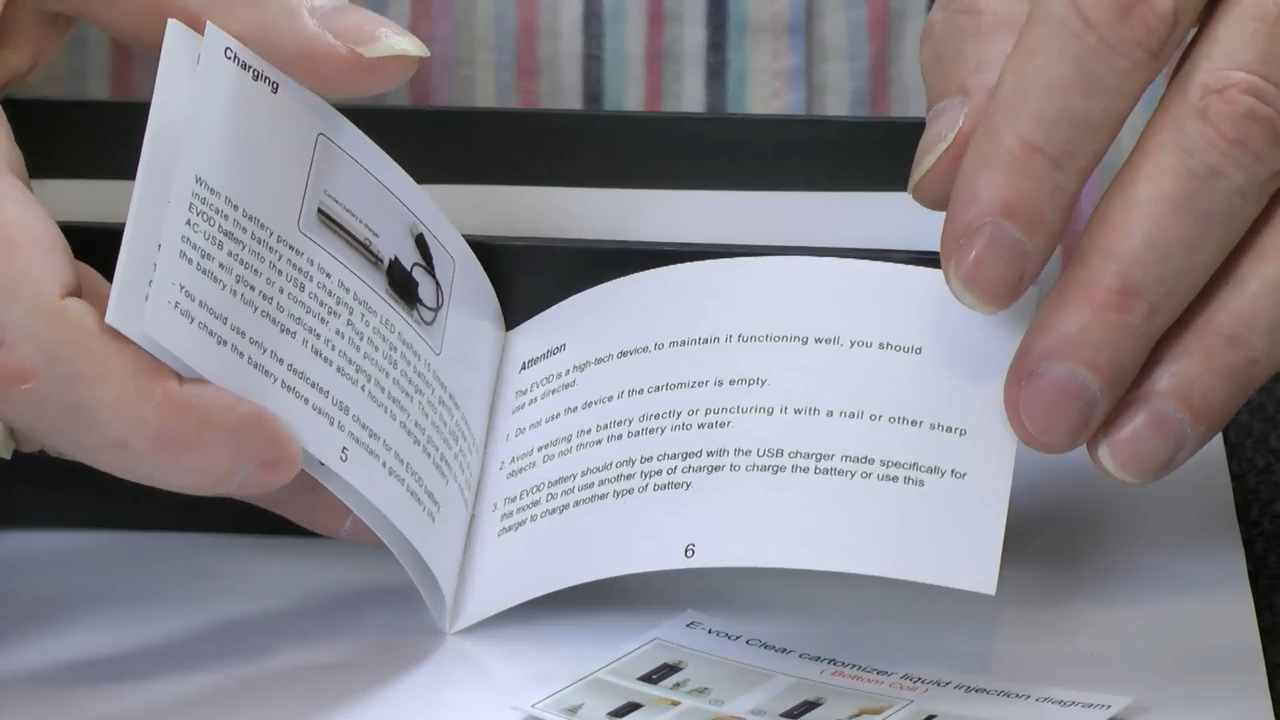 Charging
Connect battery to charger
When the battery power is low, the button LED flashes 15 times
indicate the battery needs charging. To charge the battery,
EVOD battery into the USB charger. Plug the USB charger
AC-USB adapter or a computer, as the picture shows. The
charger will glow red to indicate it's charging the battery, and glow green
the battery is fully charged. It takes about 4 hours to charge the battery
- You should use only the dedicated USB charger for the EVOD battery
- Fully charge the battery before using to maintain a good battery life
5
Attention
The EVOD is a high-tech device, to maintain it functioning well, you should
use as directed.
1. Do not use the device if the cartomizer is empty.
2. Avoid welding the battery directly or puncturing it with a nail or other sharp
objects. Do not throw the battery into water.
3. The EVOD battery should only be charged with the USB charger made specifically for
this model. Do not use another type of charger to charge the battery or use this
charger to charge another type of battery.
6
E-vod Clear cartomizer liquid injection diagram
( Bottom Coil )